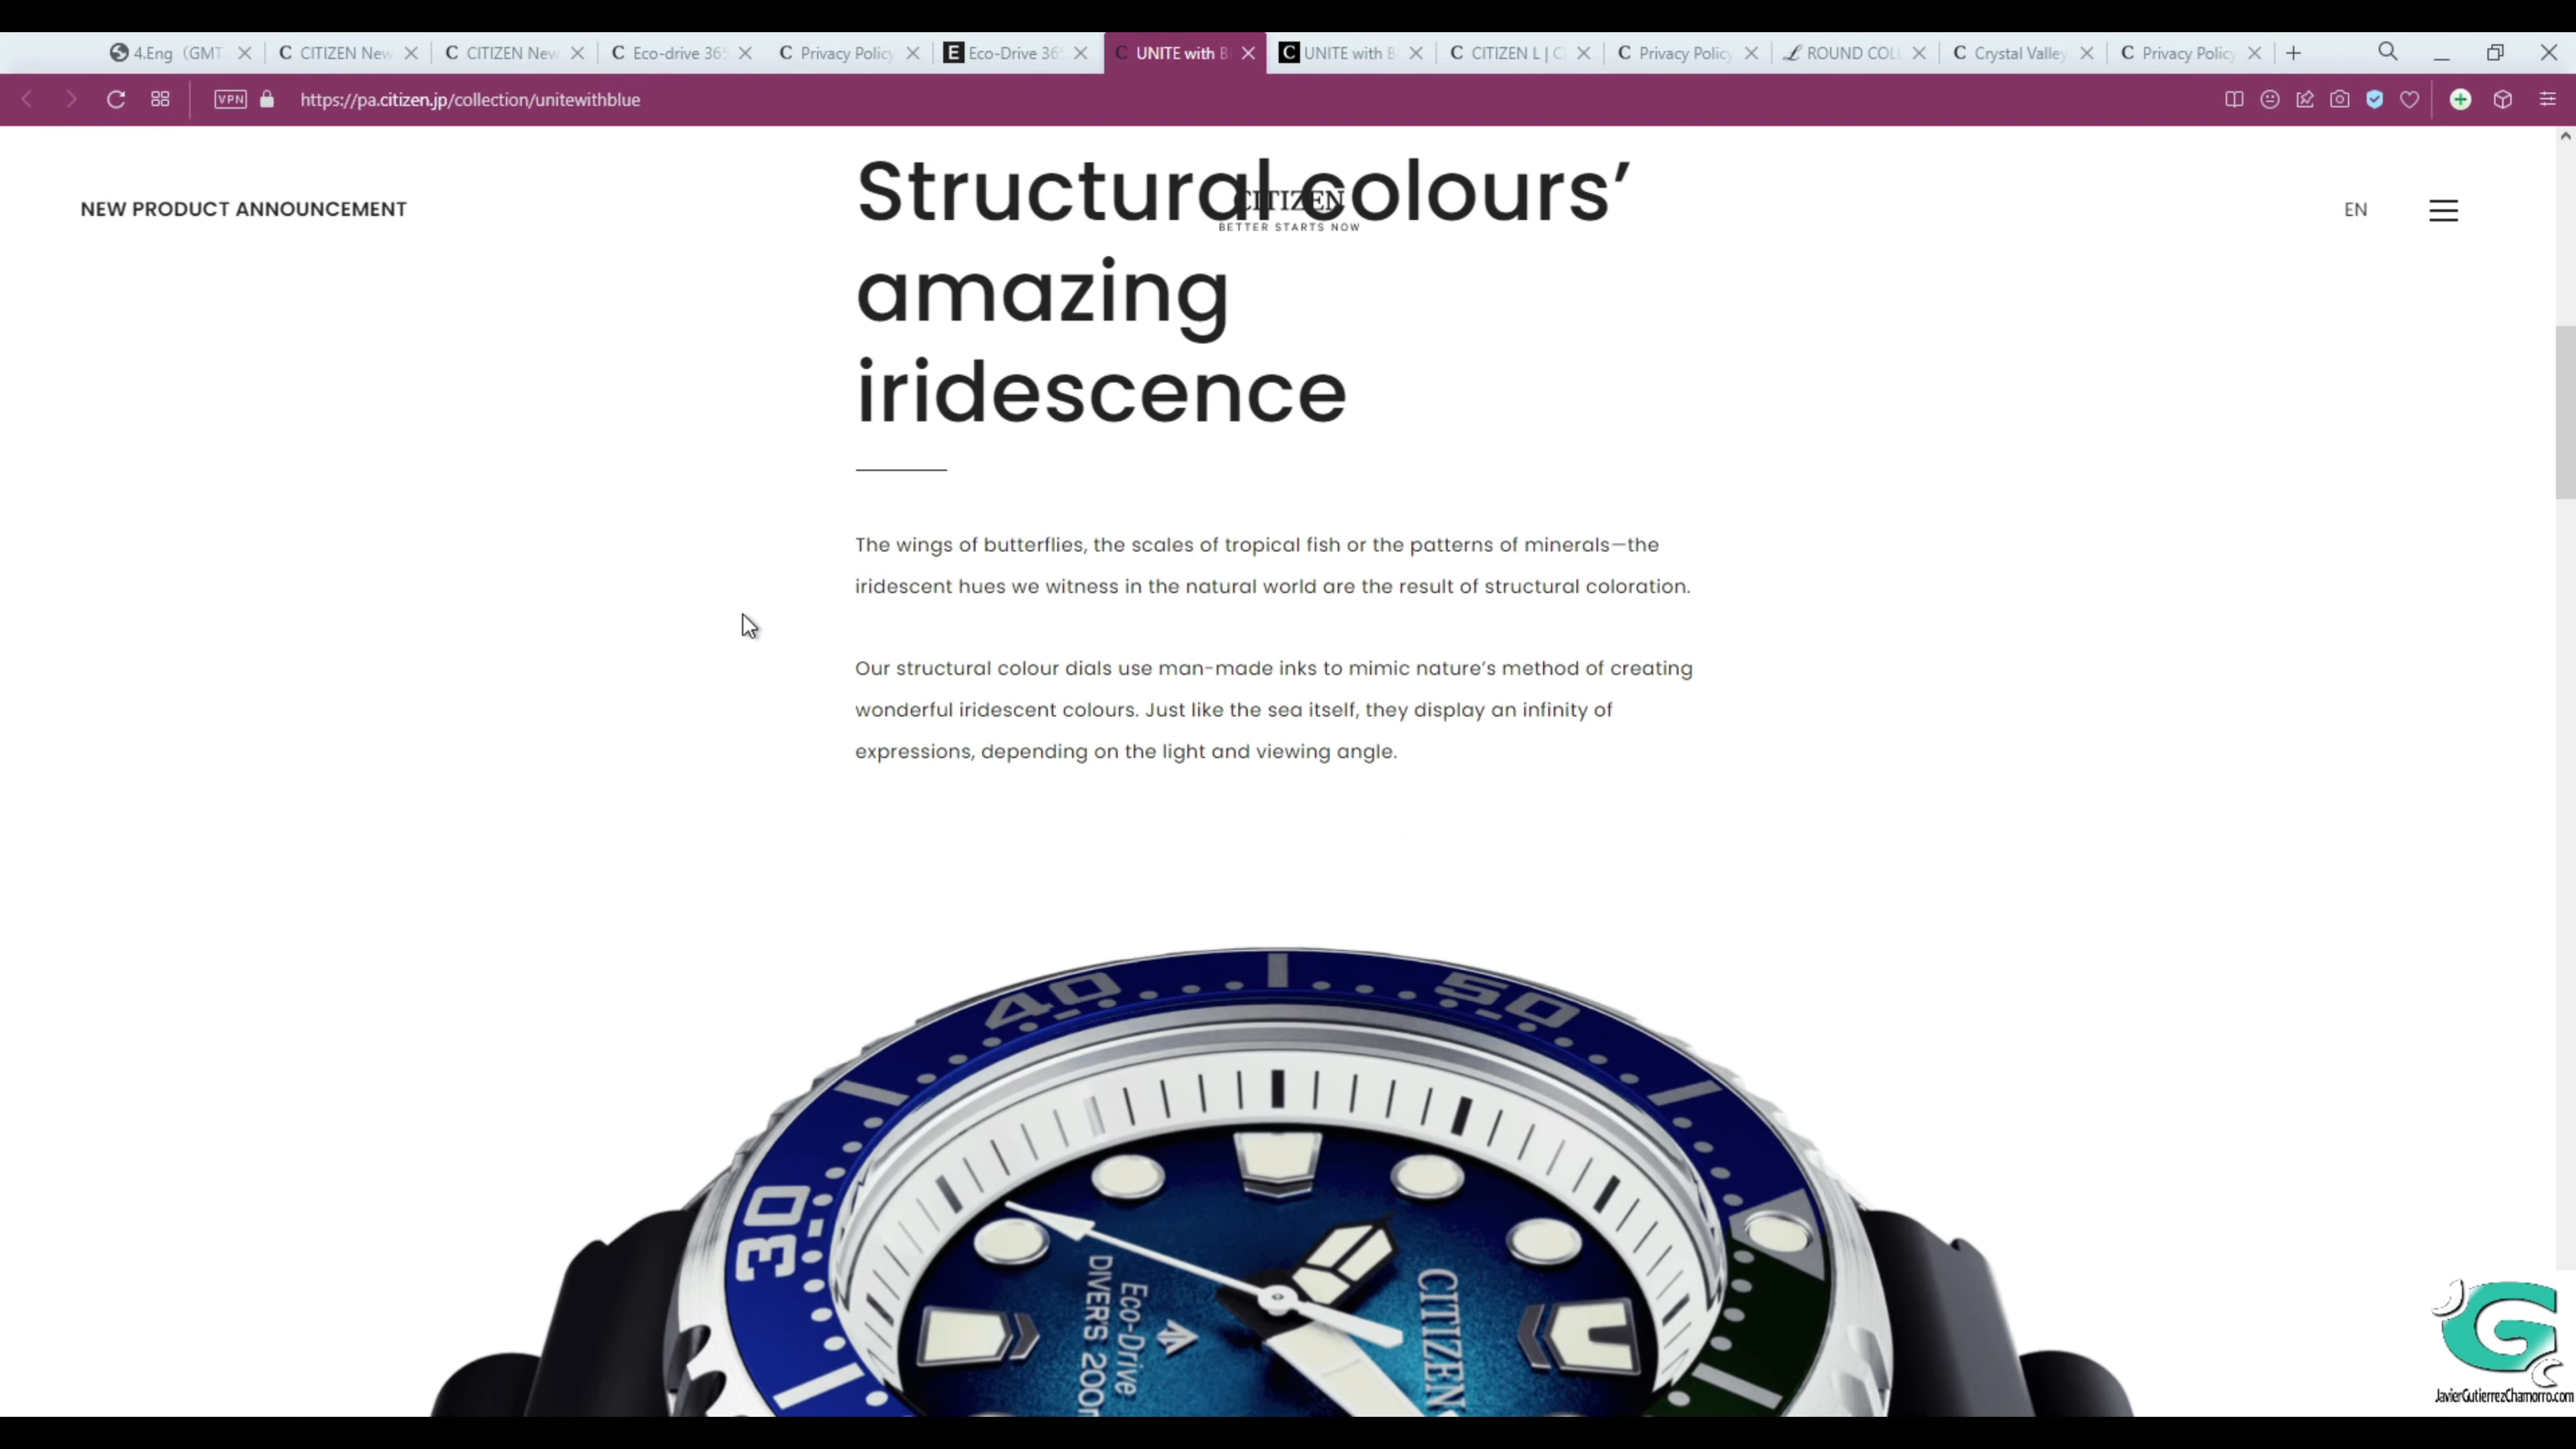 4.Eng (GMT
CITIZEN New
CITIZEN New
Eco-drive 365
Privacy Policy
Eco-Drive 365
UNITE with B
UNITE with B
CITIZEN L | C
Privacy Policy
ROUND COL
Crystal Valley
Privacy Policy
VPN
https://pa.citizen.jp/collection/unitewithblue
NEW PRODUCT ANNOUNCEMENT
CITIZEN
BETTER STARTS NOW
EN
Structural colours’
amazing
iridescence
The wings of butterflies, the scales of tropical fish or the patterns of minerals—the
iridescent hues we witness in the natural world are the result of structural coloration.
Our structural colour dials use man-made inks to mimic nature’s method of creating
wonderful iridescent colours. Just like the sea itself, they display an infinity of
expressions, depending on the light and viewing angle.
40
50
30
CITIZEN
Eco-Drive
DIVER'S 200m
G
JavierGutierrezChamorro.com